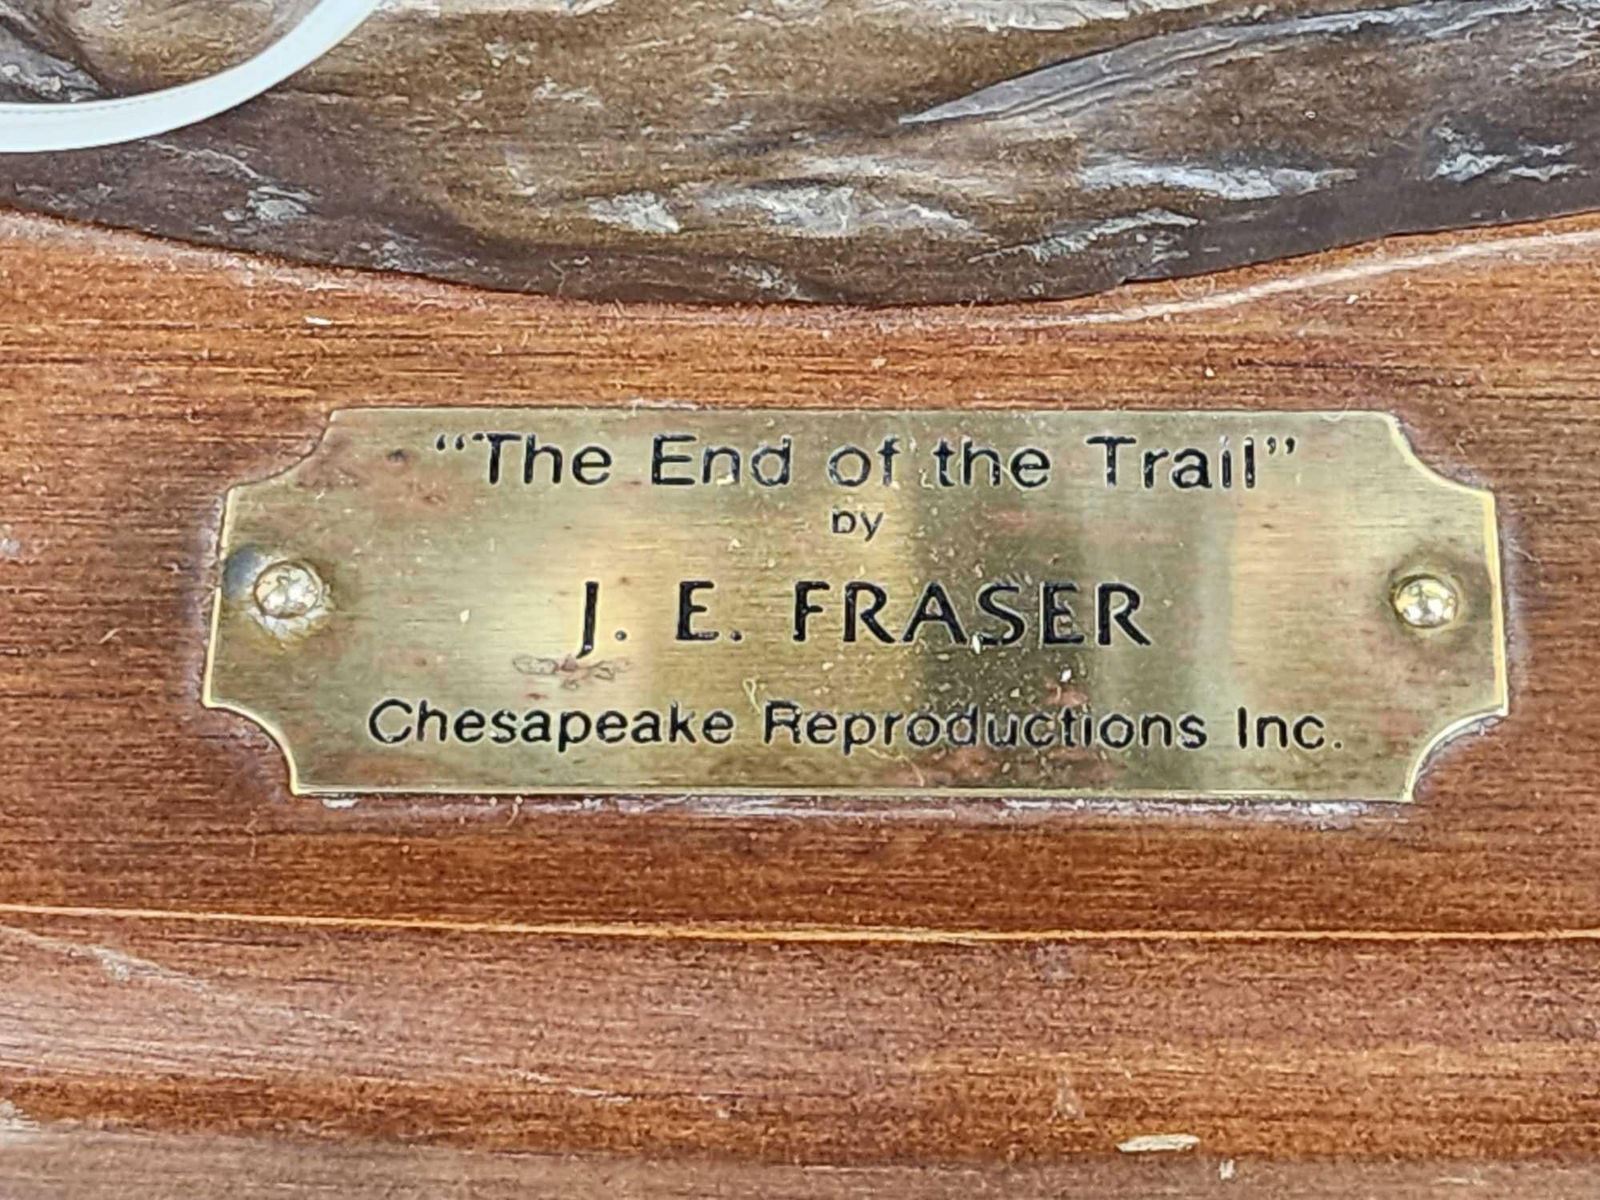 “The End of the Trail”
by
J. E. FRASER
Chesapeake Reproductions Inc.